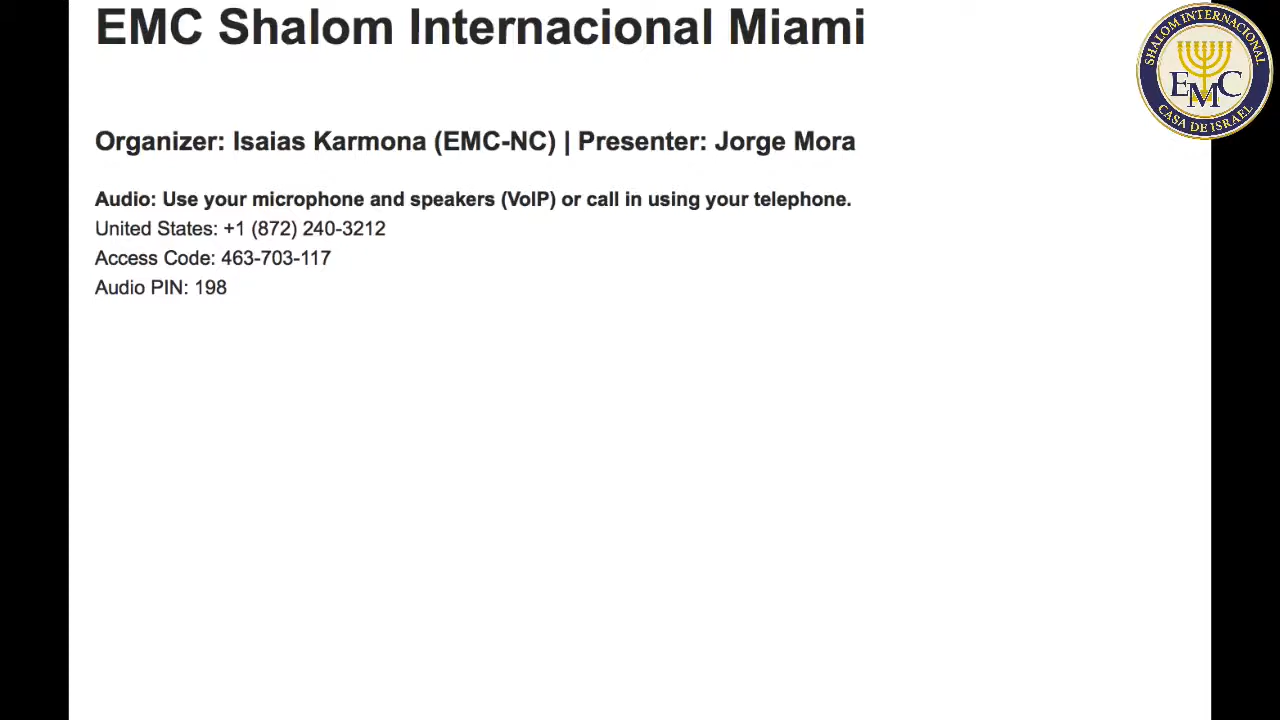 EMC Shalom Internacional Miami
SHALOM INTERNACIONAL
EMC
CASA DE ISRAEL
Organizer: Isaias Karmona (EMC-NC) | Presenter: Jorge Mora
Audio: Use your microphone and speakers (VoIP) or call in using your telephone.
United States: +1 (872) 240-3212
Access Code: 463-703-117
Audio PIN: 198